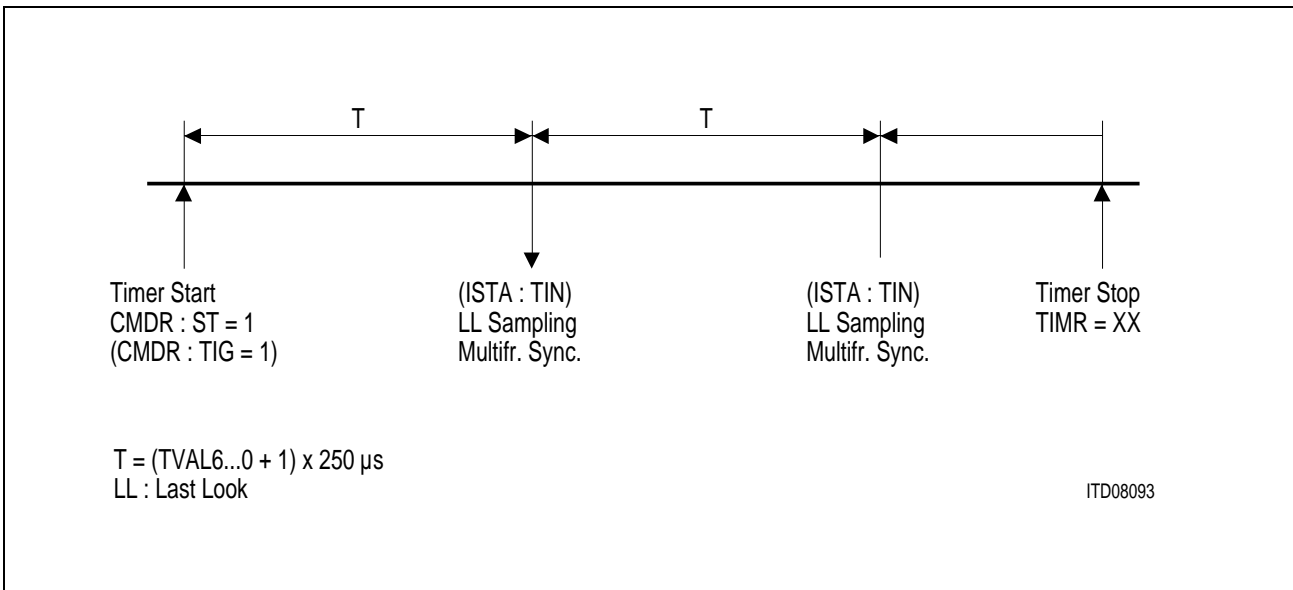 T
T
Timer Start
CMDR : ST = 1
(CMDR : TIG = 1)
(ISTA : TIN)
LL Sampling
Multifr. Sync.
(ISTA : TIN)
LL Sampling
Multifr. Sync.
Timer Stop
TIMR = XX
T = (TVAL6...0 + 1) x 250 µs
LL : Last Look
ITD08093